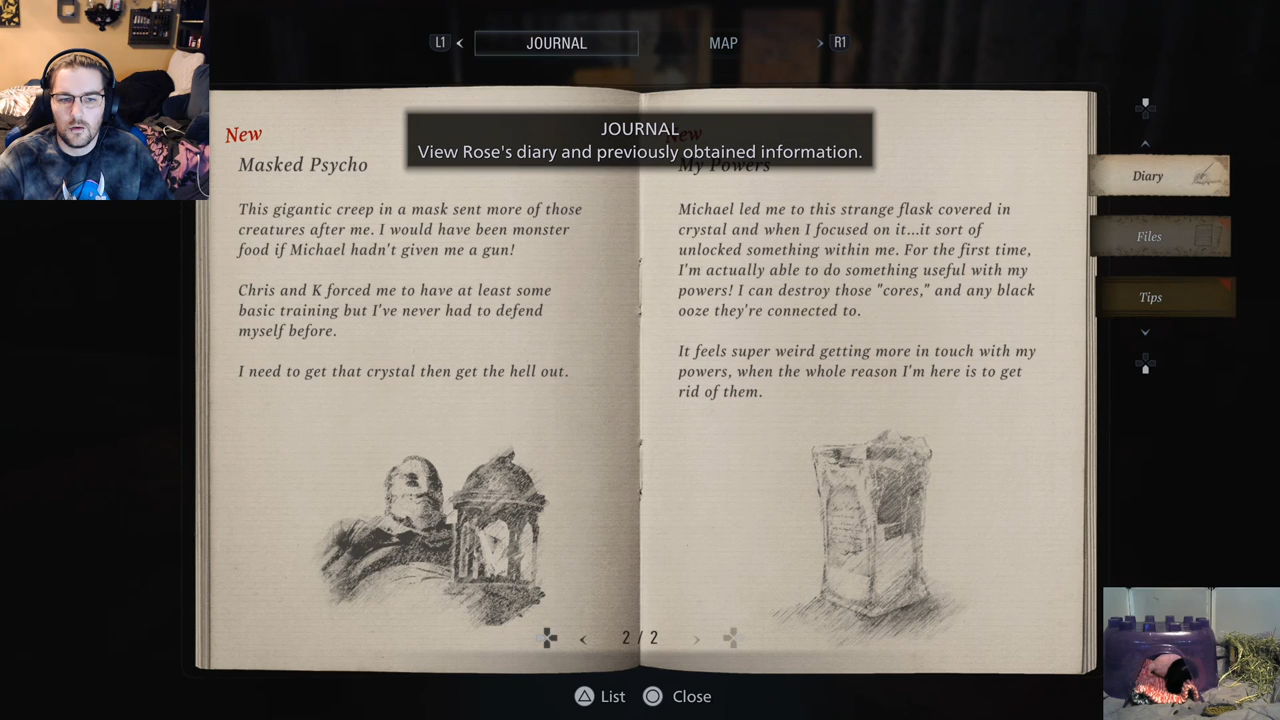 L1
JOURNAL
MAP
R1
JOURNAL
View Rose's diary and previously obtained information.
New
Masked Psycho
This gigantic creep in a mask sent more of those
creatures after me. I would have been monster
food if Michael hadn't given me a gun!
Chris and K forced me to have at least some
basic training but I've never had to defend
myself before.
I need to get that crystal then get the hell out.
New
My Powers
Michael led me to this strange flask covered in
crystal and when I focused on it...it sort of
unlocked something within me. For the first time,
I'm actually able to do something useful with my
powers! I can destroy those "cores," and any black
ooze they're connected to.
It feels super weird getting more in touch with my
powers, when the whole reason I'm here is to get
rid of them.
Diary
Files
Tips
2 / 2
List
Close